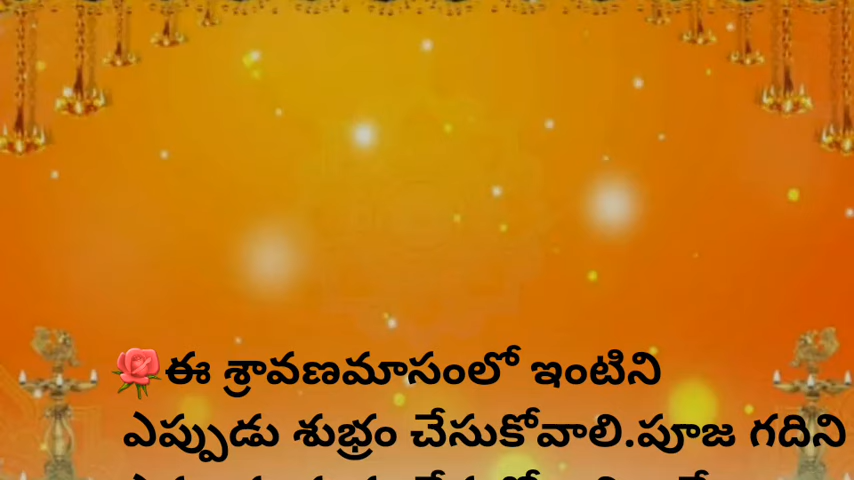 🌹ఈ శ్రావణమాసంలో ఇంటిని
ఎప్పుడు శుభ్రం చేసుకోవాలి.పూజ గదిని